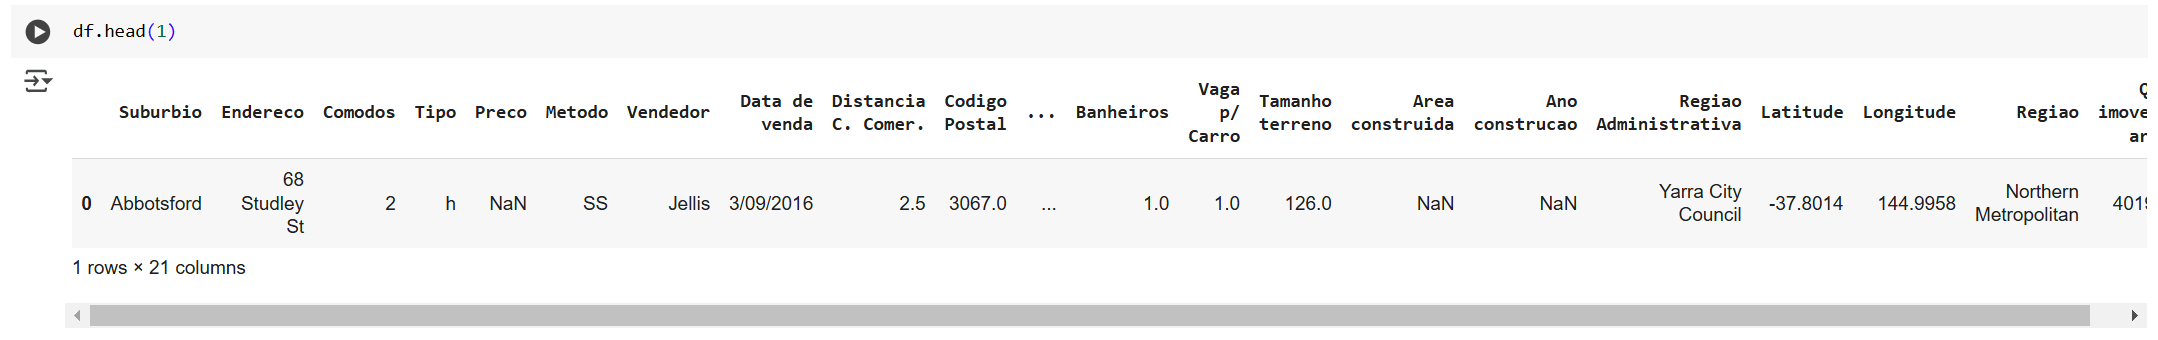 df.head(1)
Suburbio Endereco Comodos Tipo Preco Metodo Vendedor Data de venda Distancia C. Comer. Codigo Postal ... Banheiros Vaga p/ Carro Tamanho terreno Area construida Ano construcao Regiao Administrativa Latitude Longitude Regiao
0 Abbotsford 68 Studley St 2 h NaN SS Jellis 3/09/2016 2.5 3067.0 ... 1.0 1.0 126.0 NaN NaN Yarra City Council -37.8014 144.9958 Northern Metropolitan
1 rows × 21 columns